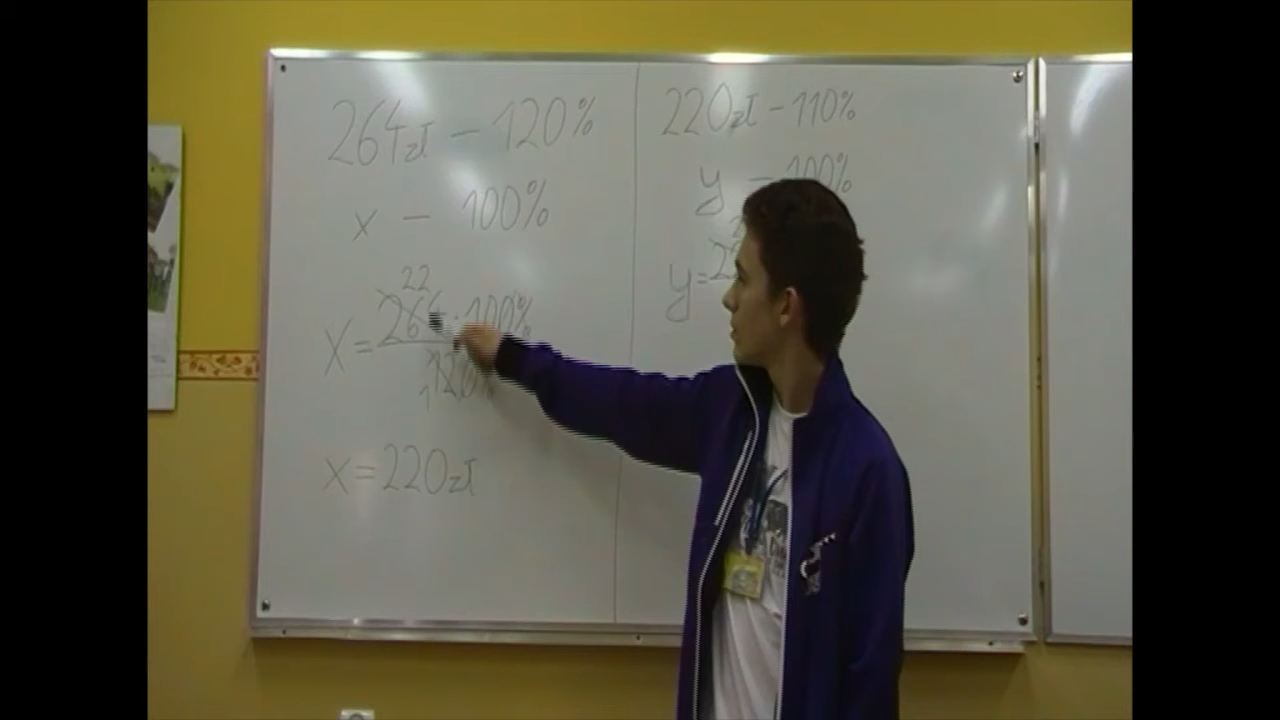 264zł - 120%
x - 100%
22
X = 264 · 100%
120%
1
x = 220zł
220zł - 110%
y - 100%
y =